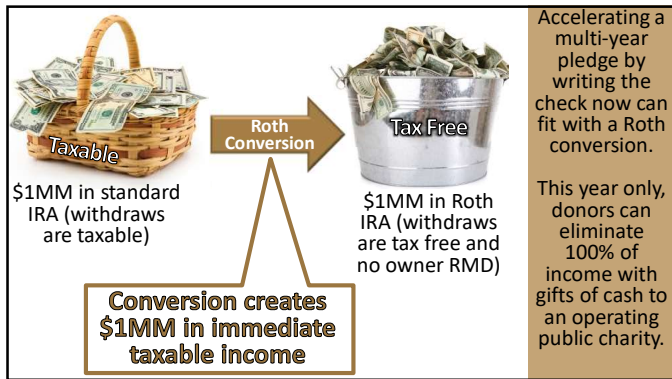 Taxable
$1MM in standard
IRA (withdraws
are taxable)
Roth
Conversion
Tax Free
$1MM in Roth
IRA (withdraws
are tax free and
no owner RMD)
Conversion creates
$1MM in immediate
taxable income
Accelerating a
multi-year
pledge by
writing the
check now can
fit with a Roth
conversion.
This year only,
donors can
eliminate
100% of
income with
gifts of cash to
an operating
public charity.